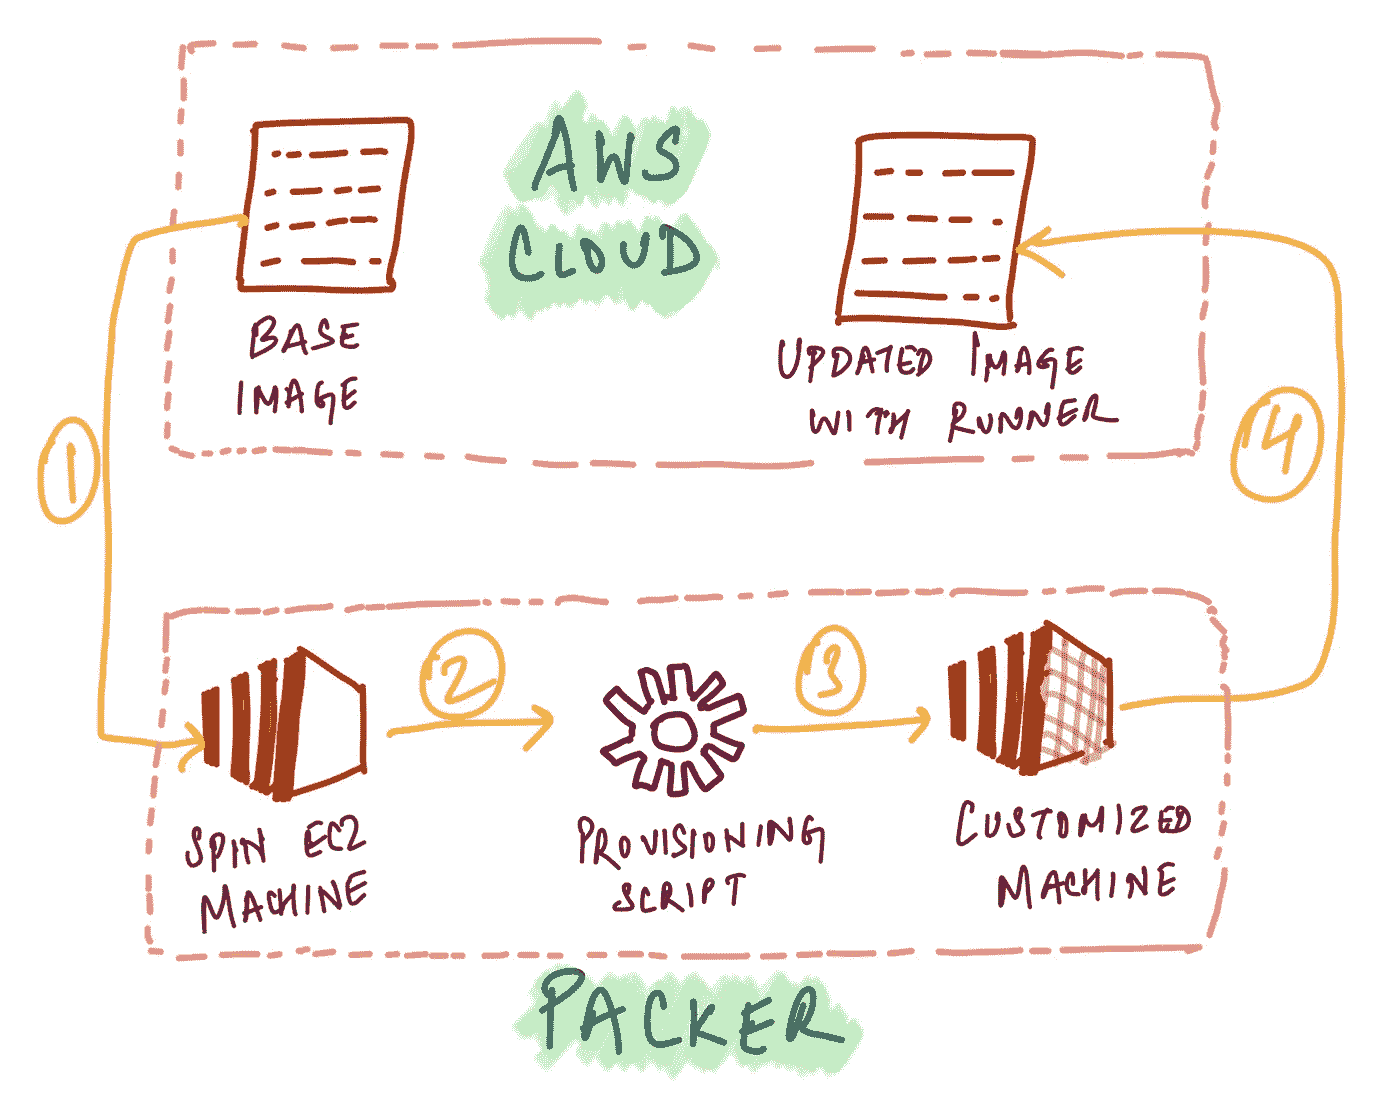 AWS
CLOUD
BASE
IMAGE
UPDATED IMAGE
WITH RUNNER
1
4
2
3
SPIN EC2
MACHINE
PROVISIONING
SCRIPT
CUSTOMIZED
MACHINE
PACKER